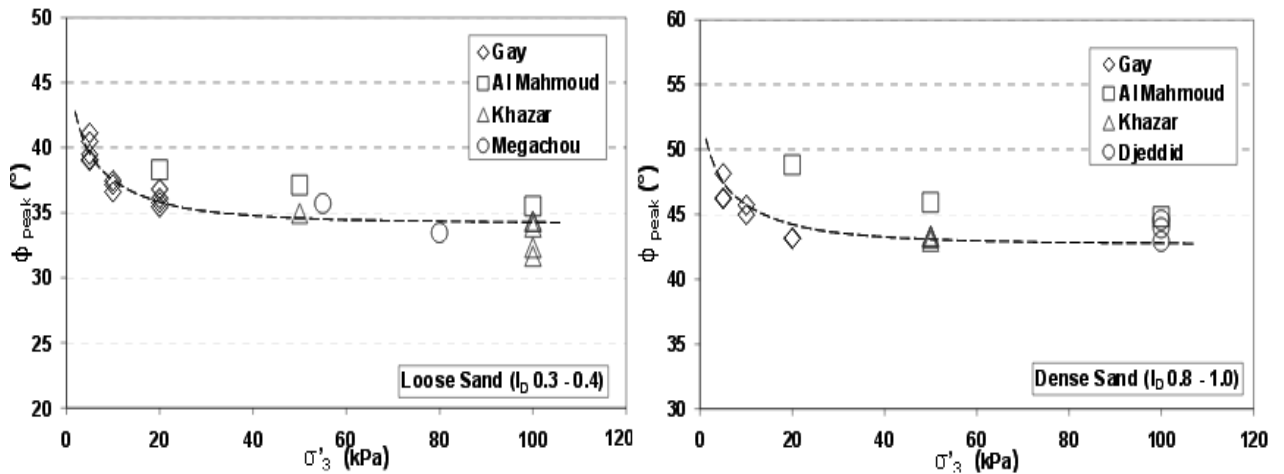 50
45
40
35
30
25
20
ϕ peak (°)
Gay
Al Mahmoud
Khazar
Megachou
Loose Sand (I_D 0.3 - 0.4)
0 20 40 60 80 100 120
σ'₃ (kPa)
60
55
50
45
40
35
30
ϕ peak (°)
Gay
Al Mahmoud
Khazar
Djeddid
Dense Sand (I_D 0.8 - 1.0)
0 20 40 60 80 100 120
σ'₃ (kPa)